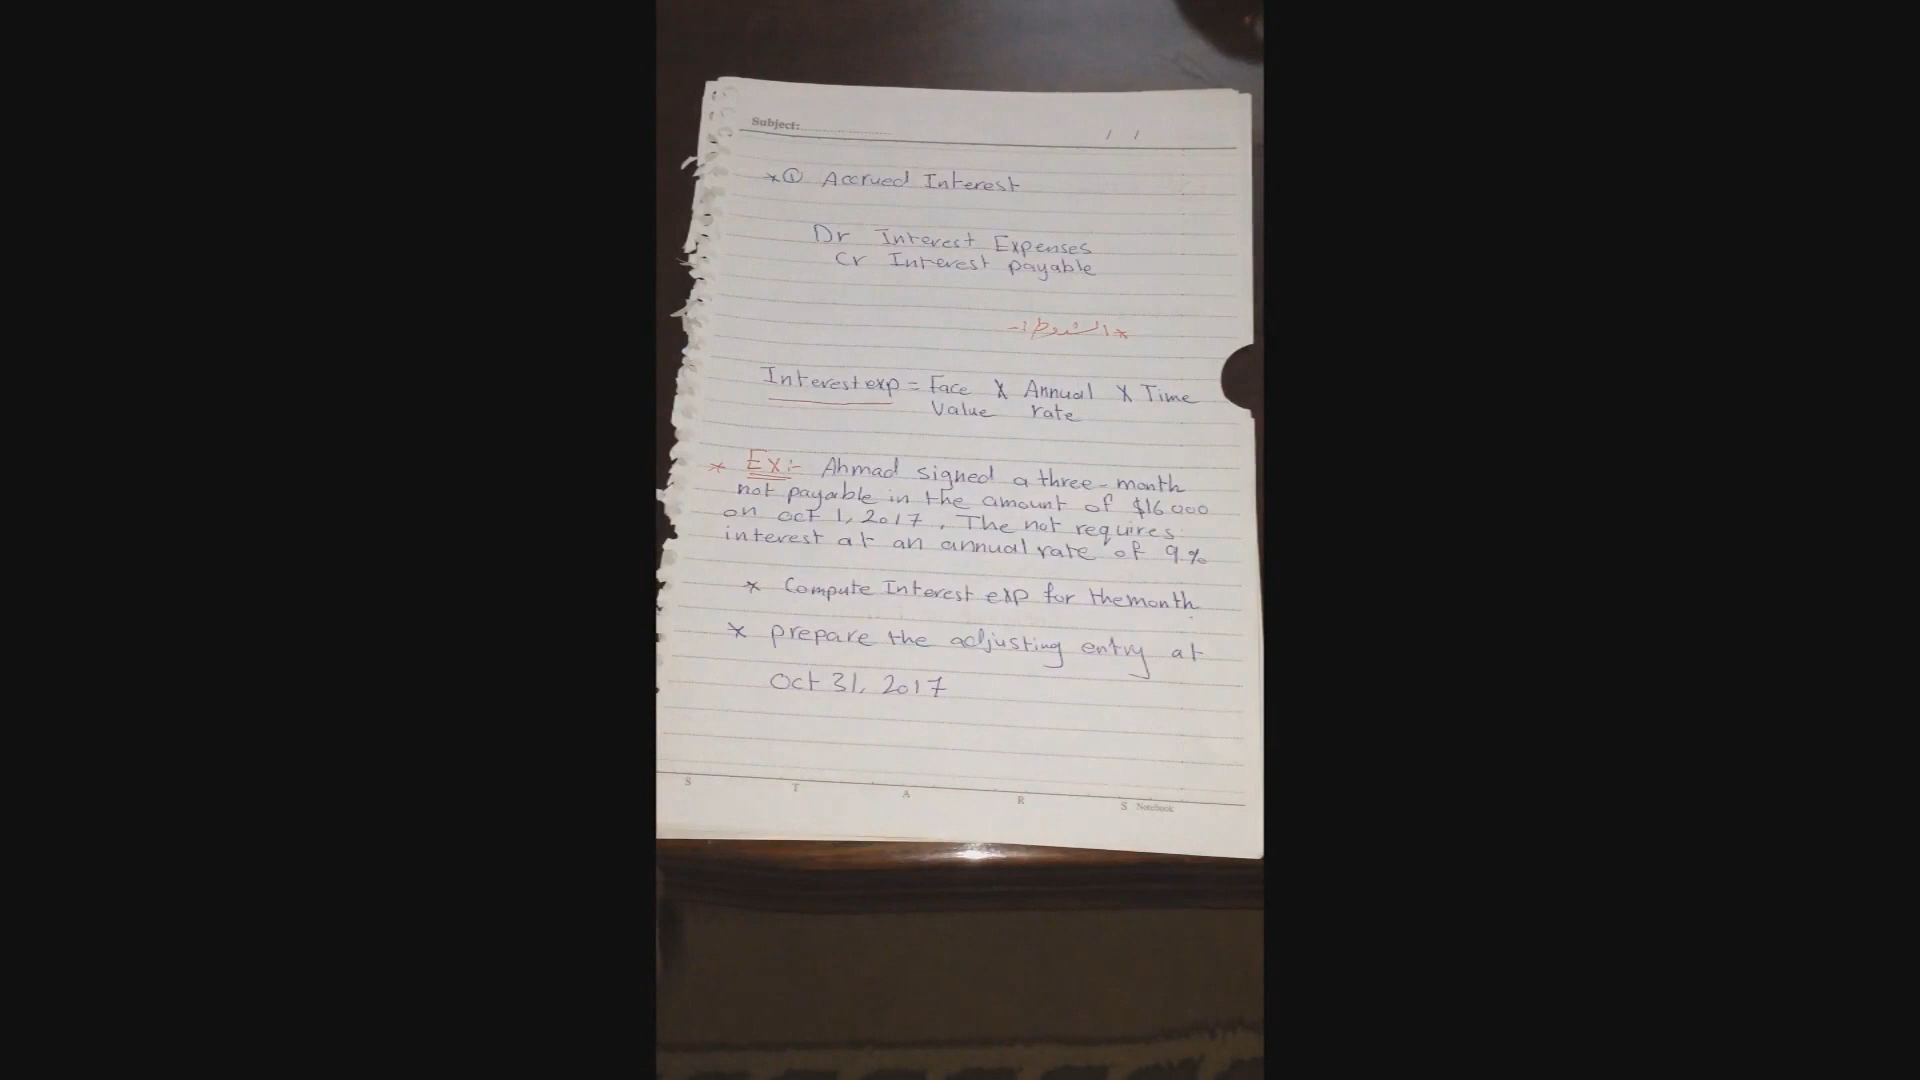 Subject:
/ /
* ① Accrued Interest
Dr Interest Expenses
Cr Interest payable
* الشروط :-
Interest exp = Face X Annual X Time
Value rate
* EX:- Ahmad signed a three-month
not payable in the amount of $16000
on oct 1, 2017. The not requires
interest at an annual rate of 9%
* Compute Interest exp for the month
* prepare the adjusting entry at
Oct 31, 2017
S T A R S Notebook